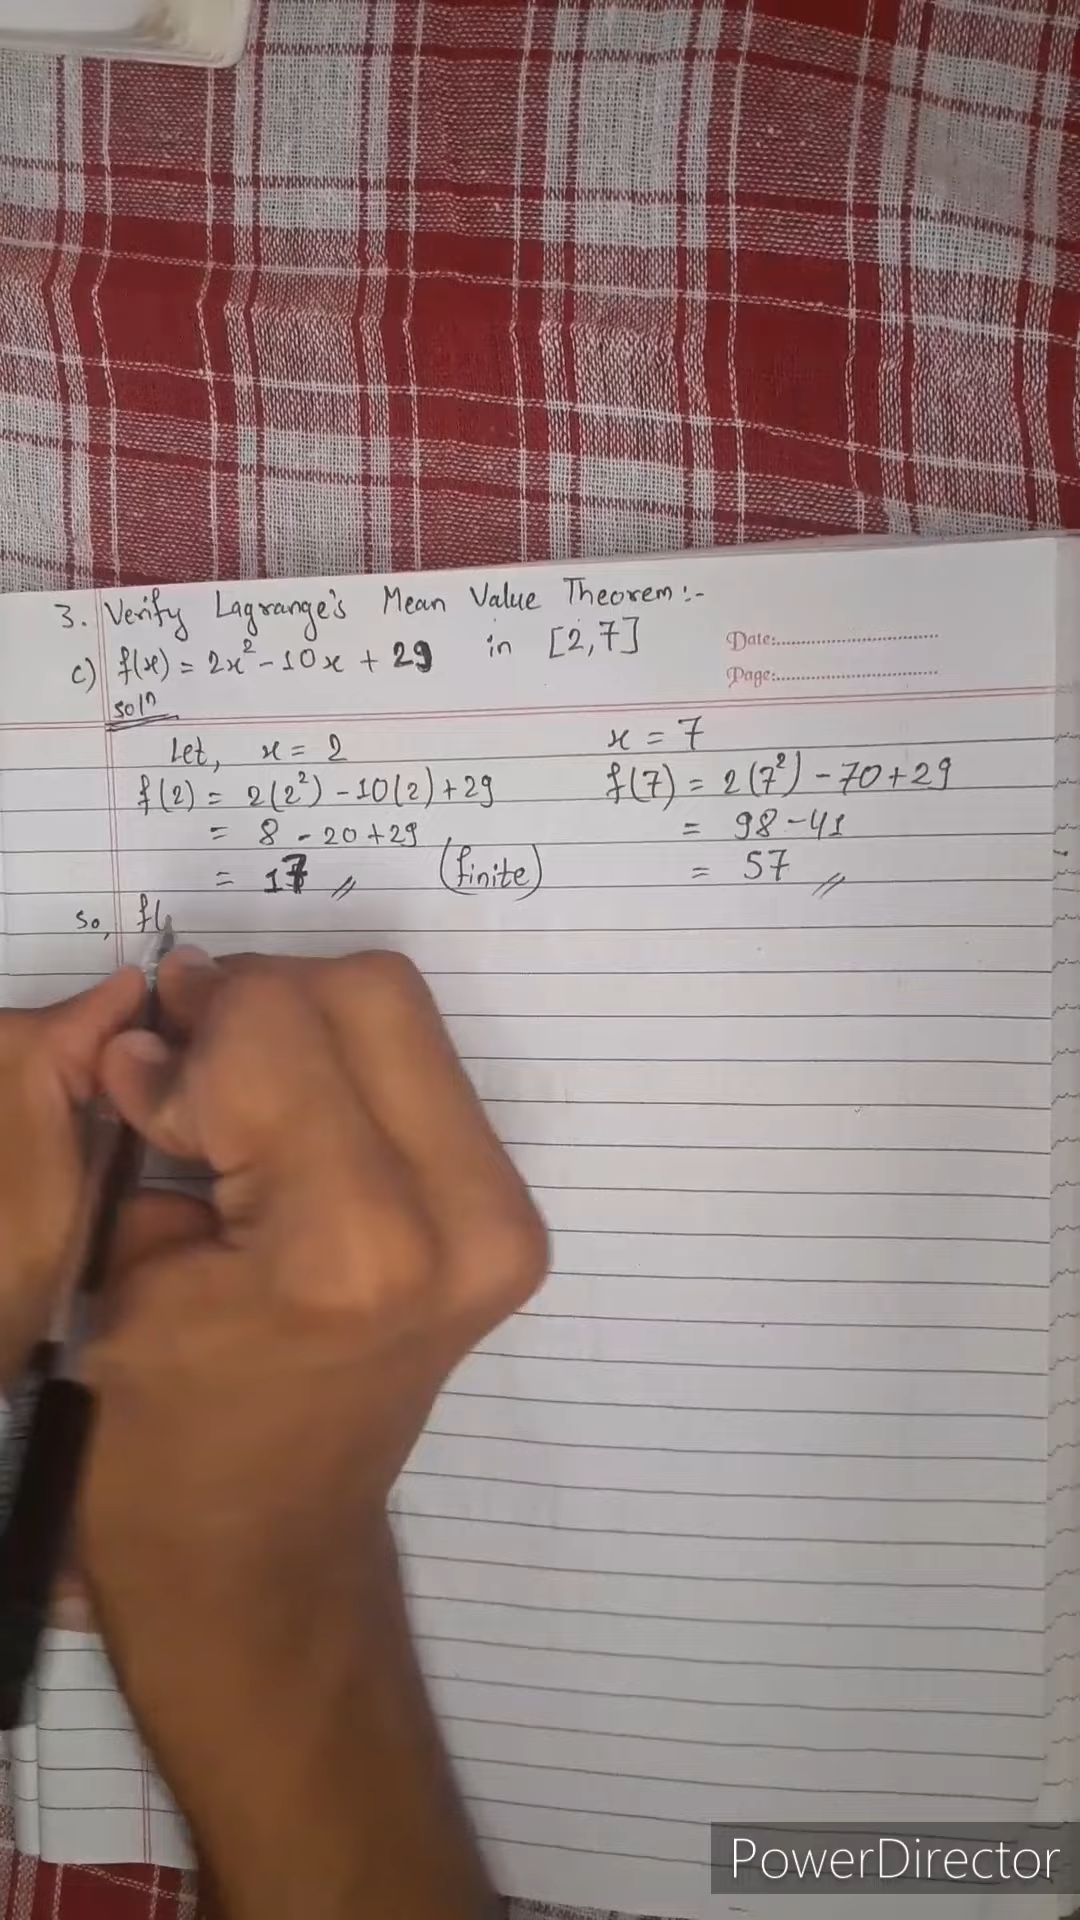 3. Verify Lagrange's Mean Value Theorem :-
c) f(x) = 2x² - 10x + 29 in [2,7]
Date:
Page:
solⁿ
Let, x = 2
x = 7
f(2) = 2(2²) - 10(2) + 29
f(7) = 2(7²) - 70 + 29
= 8 - 20 + 29
= 98 - 41
= 17 (finite)
= 57
so, f(
PowerDirector